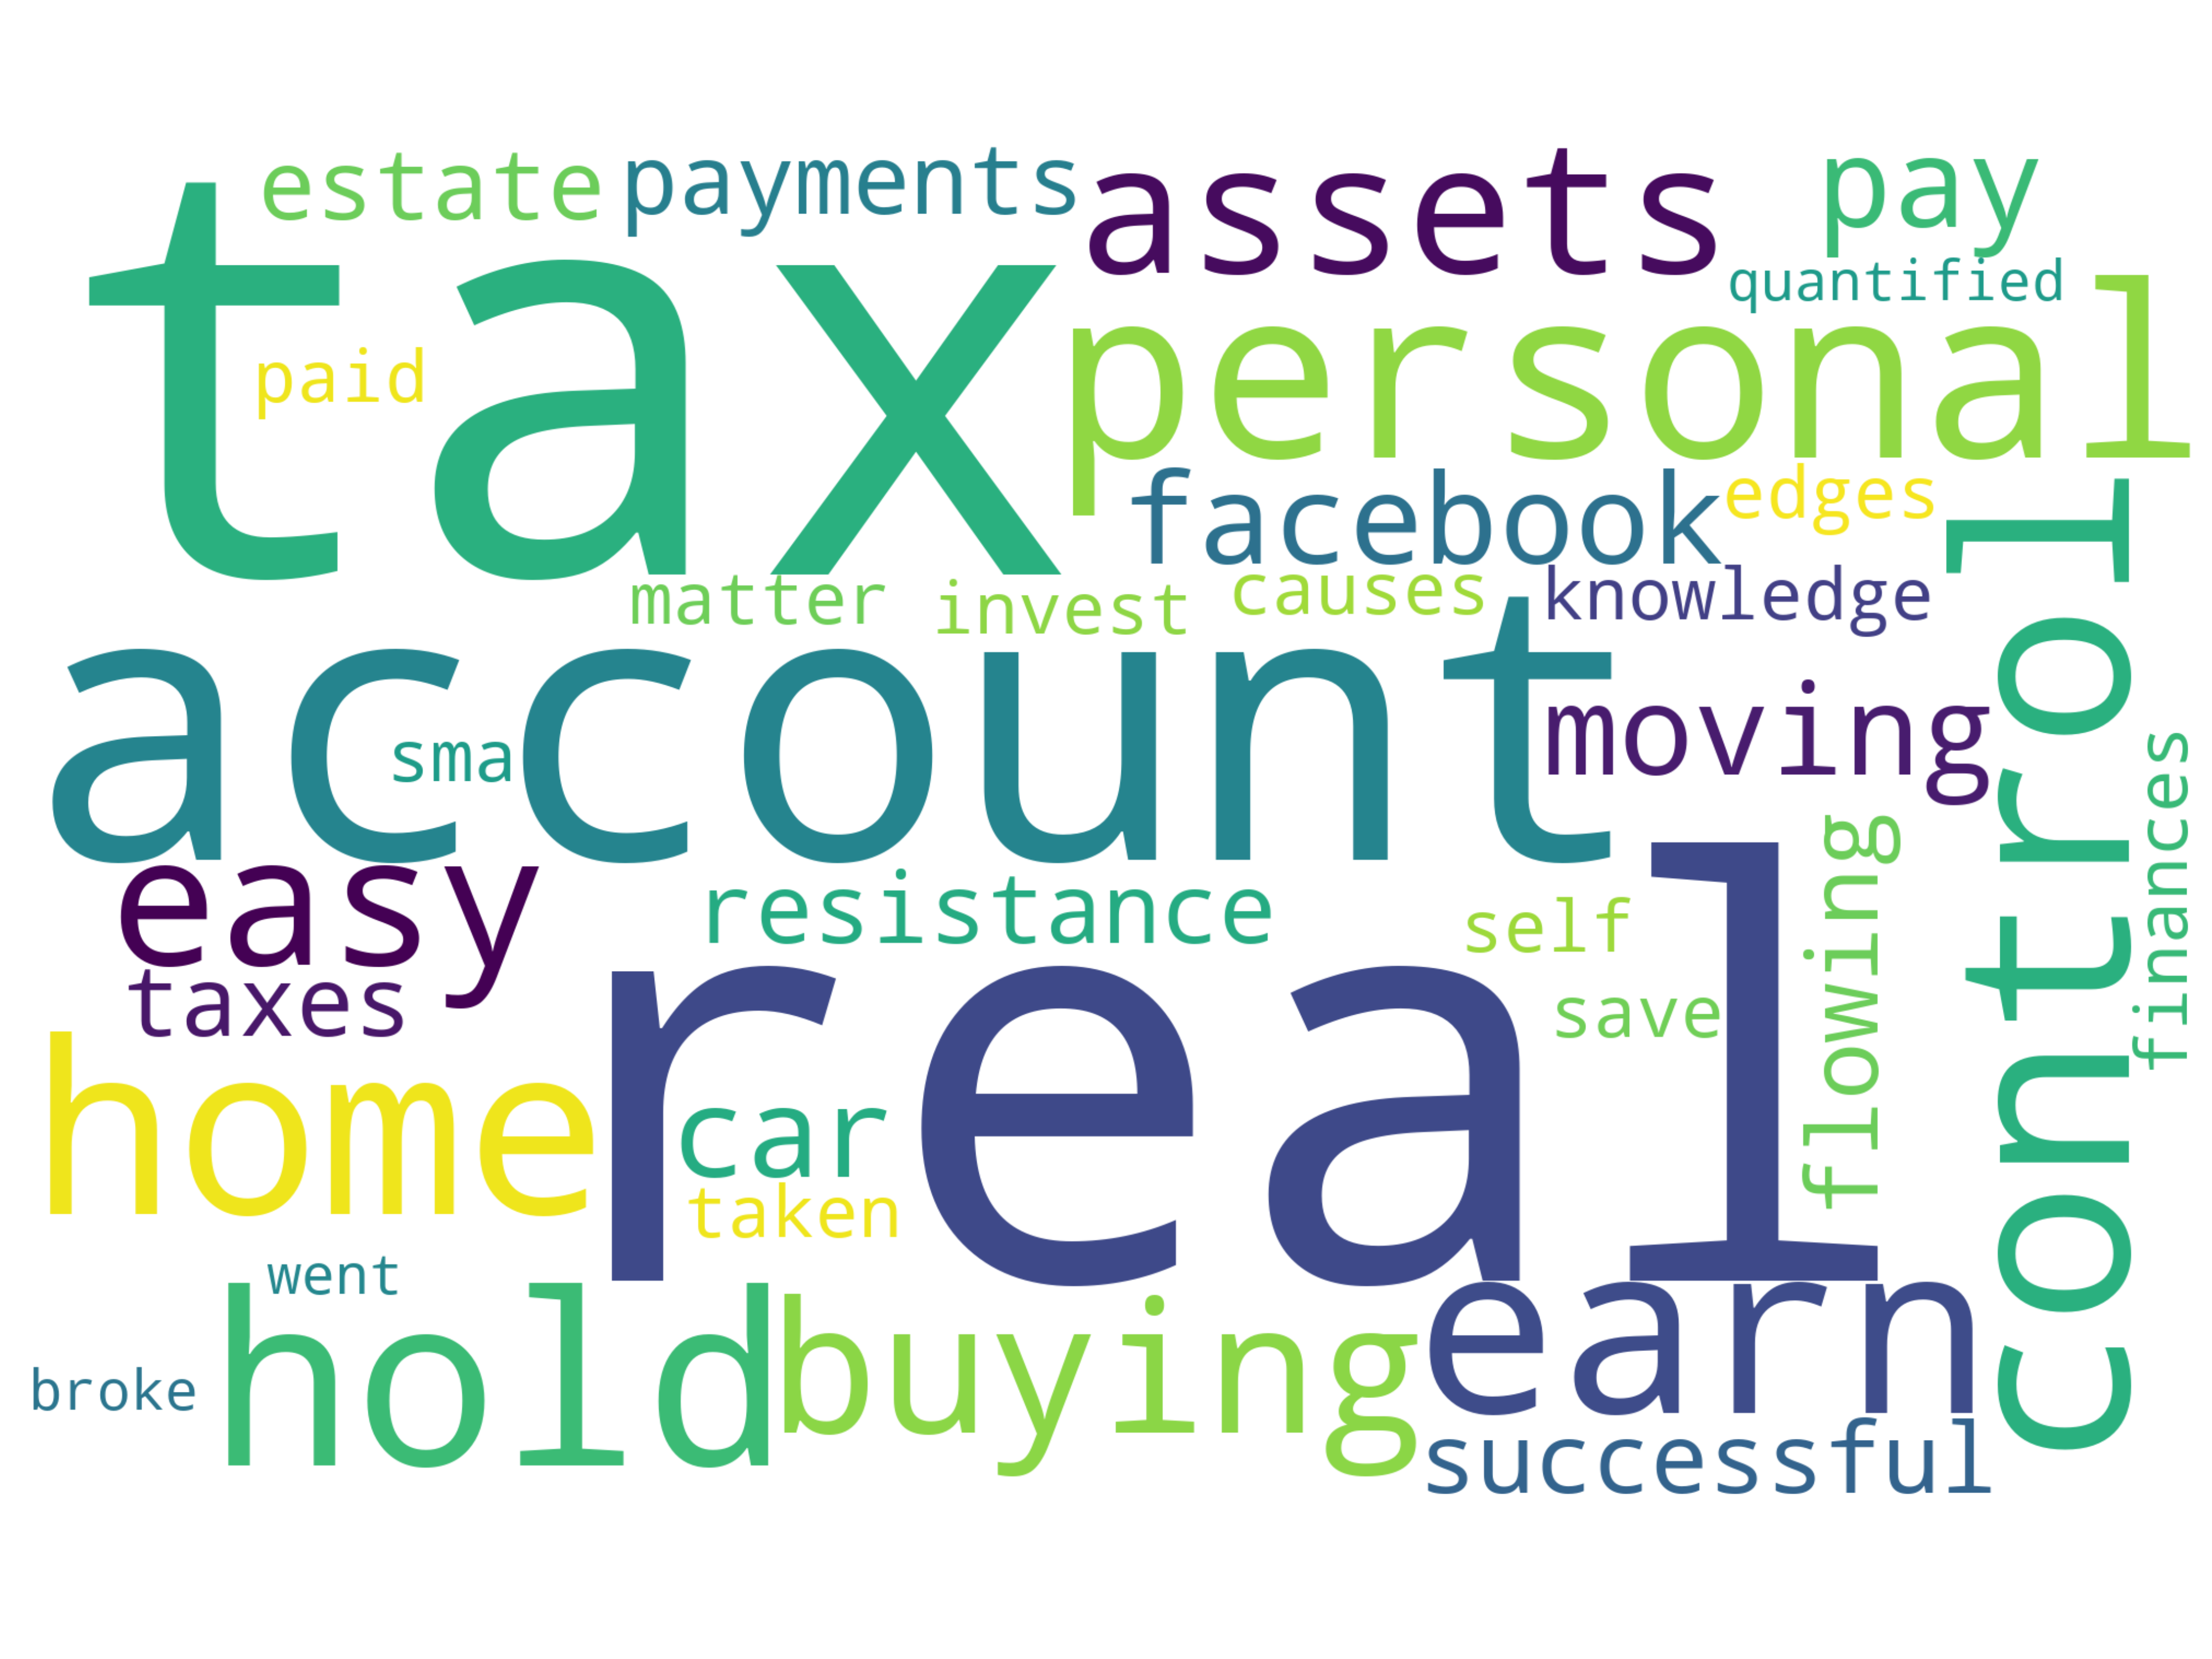 estate payments assets pay
quantified
tax personal
paid
facebook edges
matter invest causes knowledge
account moving
sma
control
finances
easy resistance self flowing
taxes save
real
home car
taken
went
hold buying earn
broke
successful